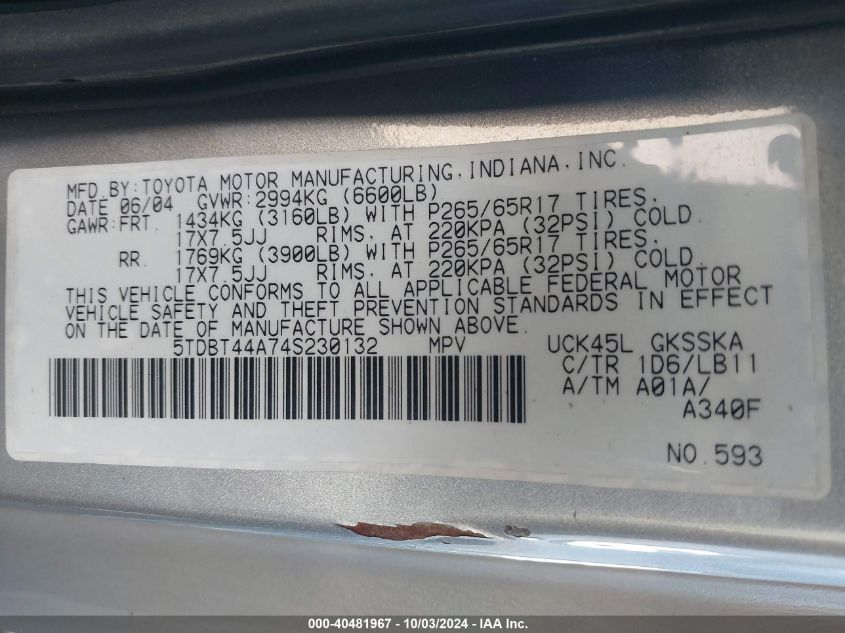 MFD.BY:TOYOTA MOTOR MANUFACTURING,INDIANA,INC.
DATE 06/04 GVWR:2994KG (6600LB)
GAWR:FRT. 1434KG (3160LB) WITH P265/65R17 TIRES,
17X7.5JJ RIMS, AT 220KPA (32PSI) COLD.
RR. 1769KG (3900LB) WITH P265/65R17 TIRES,
17X7.5JJ RIMS, AT 220KPA (32PSI) COLD.
THIS VEHICLE CONFORMS TO ALL APPLICABLE FEDERAL MOTOR
VEHICLE SAFETY AND THEFT PREVENTION STANDARDS IN EFFECT
ON THE DATE OF MANUFACTURE SHOWN ABOVE.
5TDBT44A74S230132 MPV UCK45L GKSSKA
C/TR 1D6/LB11
A/TM A01A/
A340F
NO.593
000-40481967 - 10/03/2024 - IAA Inc.